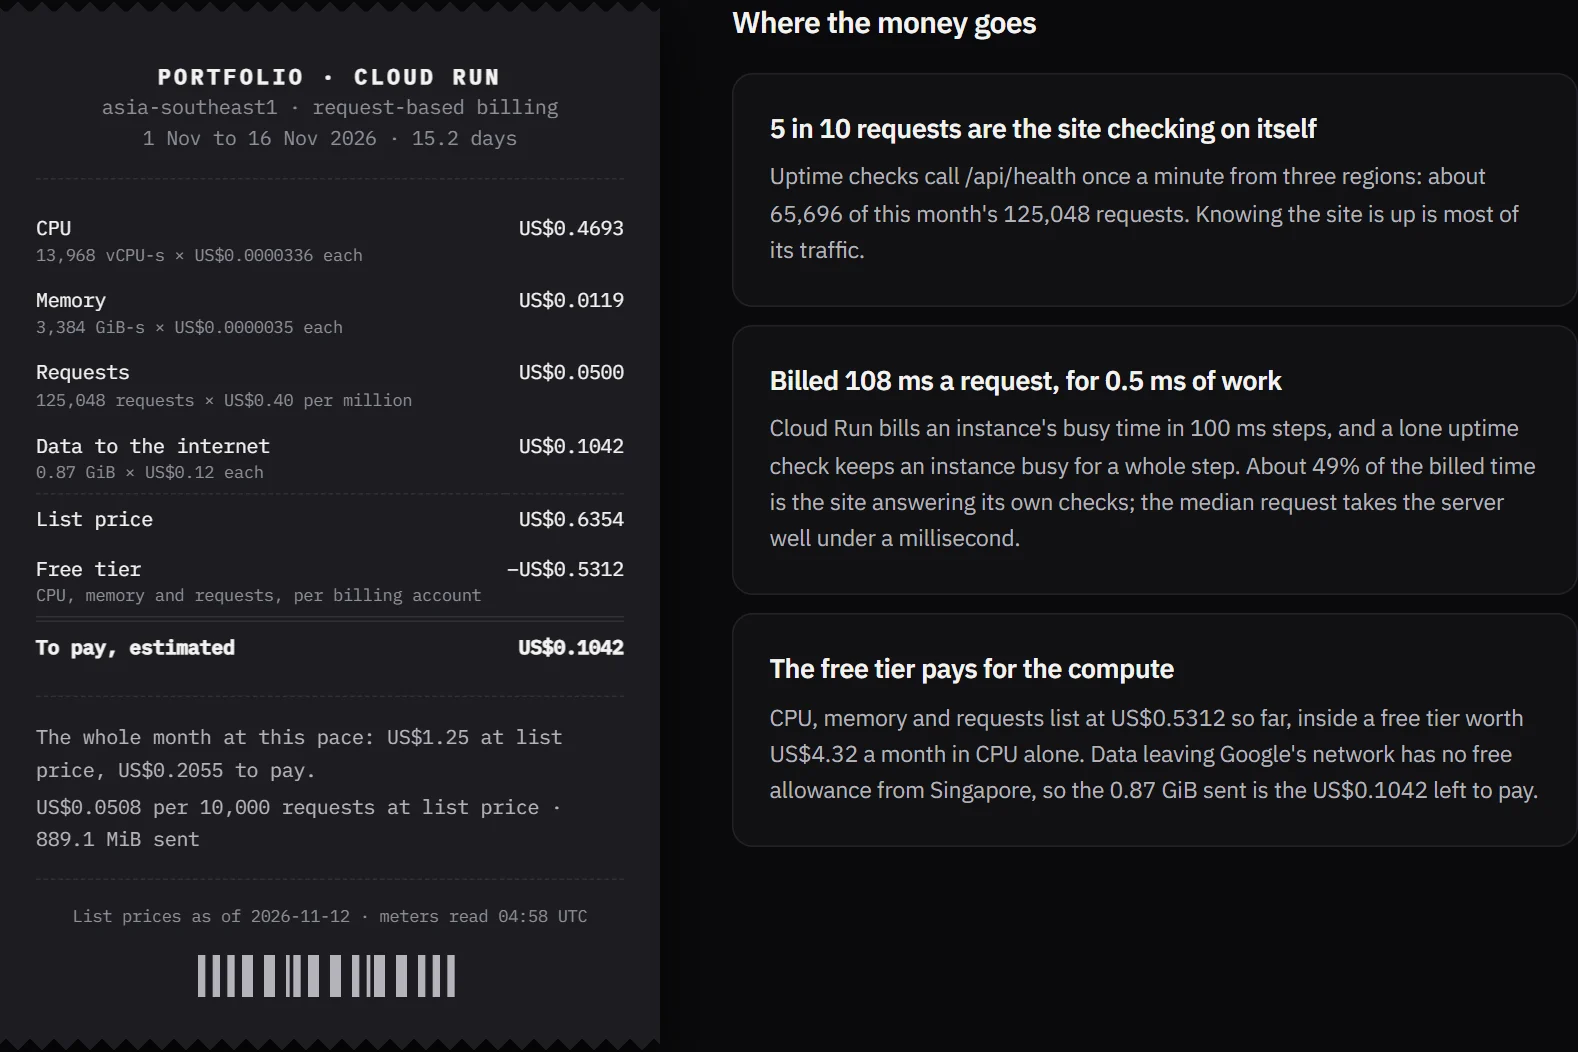 PORTFOLIO · CLOUD RUN
asia-southeast1 · request-based billing
1 Nov to 16 Nov 2026 · 15.2 days
CPU US$0.4693
13,968 vCPU-s × US$0.0000336 each
Memory US$0.0119
3,384 GiB-s × US$0.0000035 each
Requests US$0.0500
125,048 requests × US$0.40 per million
Data to the internet US$0.1042
0.87 GiB × US$0.12 each
List price US$0.6354
Free tier −US$0.5312
CPU, memory and requests, per billing account
To pay, estimated US$0.1042
The whole month at this pace: US$1.25 at list
price, US$0.2055 to pay.
US$0.0508 per 10,000 requests at list price ·
889.1 MiB sent
List prices as of 2026-11-12 · meters read 04:58 UTC
Where the money goes
5 in 10 requests are the site checking on itself
Uptime checks call /api/health once a minute from three regions: about
65,696 of this month's 125,048 requests. Knowing the site is up is most of
its traffic.
Billed 108 ms a request, for 0.5 ms of work
Cloud Run bills an instance's busy time in 100 ms steps, and a lone uptime
check keeps an instance busy for a whole step. About 49% of the billed time
is the site answering its own checks; the median request takes the server
well under a millisecond.
The free tier pays for the compute
CPU, memory and requests list at US$0.5312 so far, inside a free tier worth
US$4.32 a month in CPU alone. Data leaving Google's network has no free
allowance from Singapore, so the 0.87 GiB sent is the US$0.1042 left to pay.